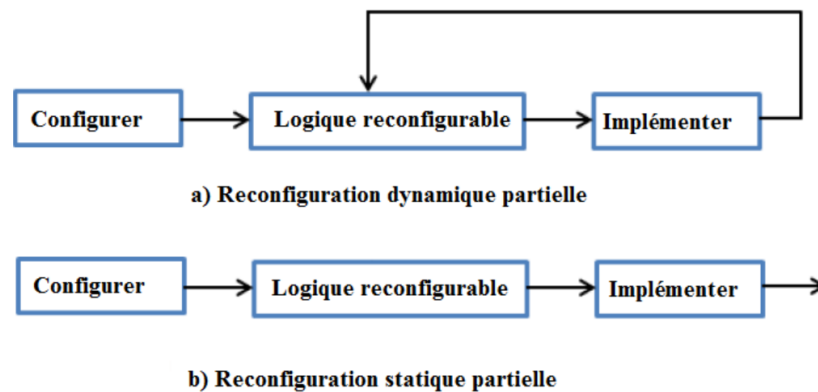 Configurer
Logique reconfigurable
Implémenter
a) Reconfiguration dynamique partielle
Configurer
Logique reconfigurable
Implémenter
b) Reconfiguration statique partielle